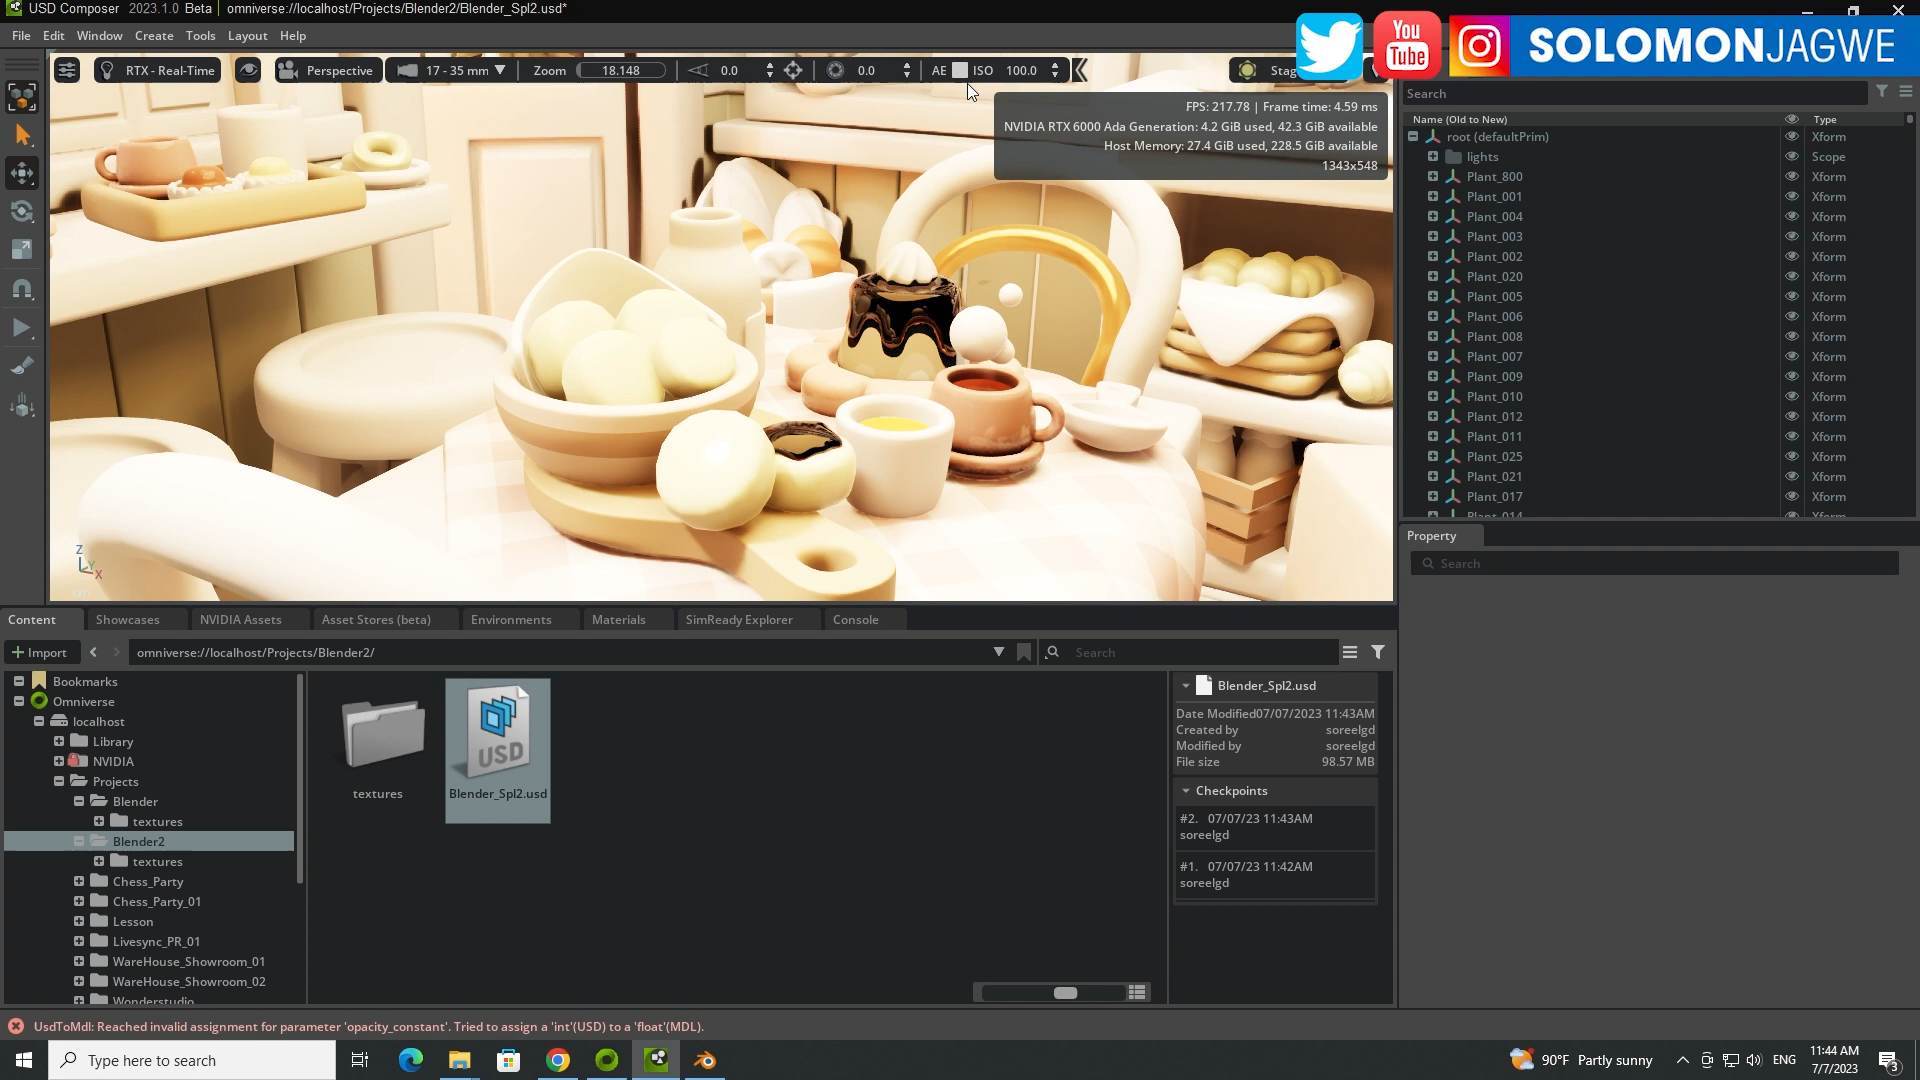 USD Composer 2023.1.0 Beta | omniverse://localhost/Projects/Blender2/Blender_Spl2.usd*
File Edit Window Create Tools Layout Help
You Tube
SOLOMONJAGWE
RTX - Real-Time Perspective 17 - 35 mm Zoom 18.148 0.0 0.0 AE ISO 100.0 Stag
FPS: 217.78 | Frame time: 4.59 ms
NVIDIA RTX 6000 Ada Generation: 4.2 GiB used, 42.3 GiB available
Host Memory: 27.4 GiB used, 228.5 GiB available
1343x548
Z
Y
X
Search
Name (Old to New) Type
root (defaultPrim) Xform
lights Scope
Plant_800 Xform
Plant_001 Xform
Plant_004 Xform
Plant_003 Xform
Plant_002 Xform
Plant_020 Xform
Plant_005 Xform
Plant_006 Xform
Plant_008 Xform
Plant_007 Xform
Plant_009 Xform
Plant_010 Xform
Plant_012 Xform
Plant_011 Xform
Plant_025 Xform
Plant_021 Xform
Plant_017 Xform
Plant_014 Xform
Property
Search
Content Showcases NVIDIA Assets Asset Stores (beta) Environments Materials SimReady Explorer Console
+ Import omniverse://localhost/Projects/Blender2/ Search
Bookmarks
Omniverse
localhost
Library
NVIDIA
Projects
Blender
textures
Blender2
textures
Chess_Party
Chess_Party_01
Lesson
Livesync_PR_01
WareHouse_Showroom_01
WareHouse_Showroom_02
Wonderstudio
textures
USD
Blender_Spl2.usd
Blender_Spl2.usd
Date Modified07/07/2023 11:43AM
Created by soreelgd
Modified by soreelgd
File size 98.57 MB
Checkpoints
#2. 07/07/23 11:43AM
soreelgd
#1. 07/07/23 11:42AM
soreelgd
UsdToMdl: Reached invalid assignment for parameter 'opacity_constant'. Tried to assign a 'int'(USD) to a 'float'(MDL).
Type here to search
90°F Partly sunny
ENG
11:44 AM
7/7/2023
3